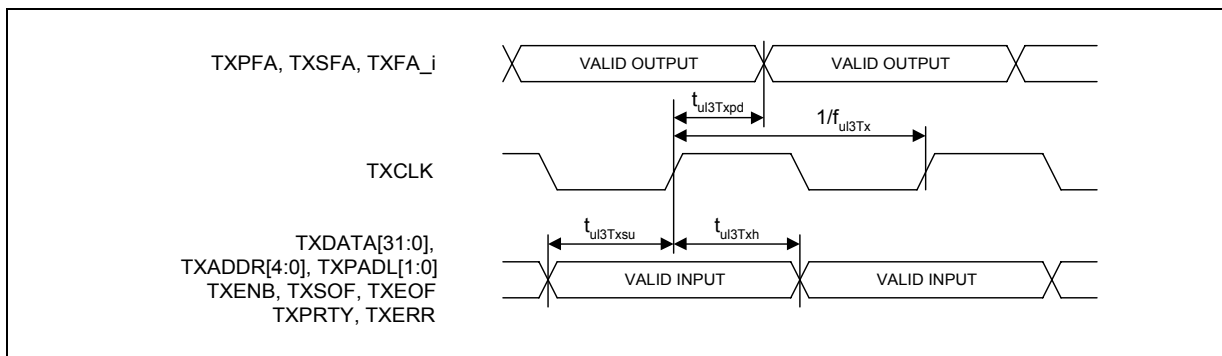 TXPFA, TXSFA, TXFA_i
VALID OUTPUT
VALID OUTPUT
tul3Txpd
1/ful3Tx
TXCLK
tul3Txsu
tul3Txh
TXDATA[31:0],
TXADDR[4:0], TXPADL[1:0]
TXENB, TXSOF, TXEOF
TXPRTY, TXERR
VALID INPUT
VALID INPUT